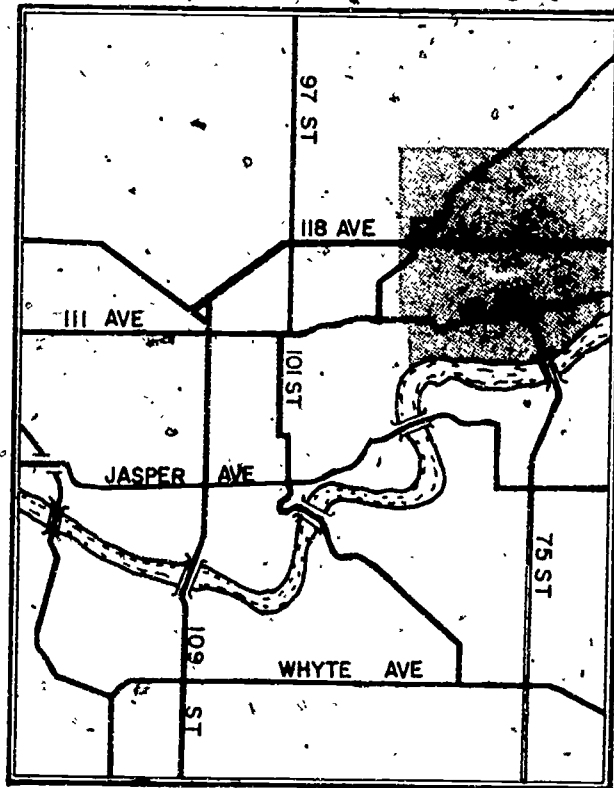 97 ST
118 AVE
111 AVE
101 ST
JASPER AVE
75 ST
109 ST
WHYTE AVE